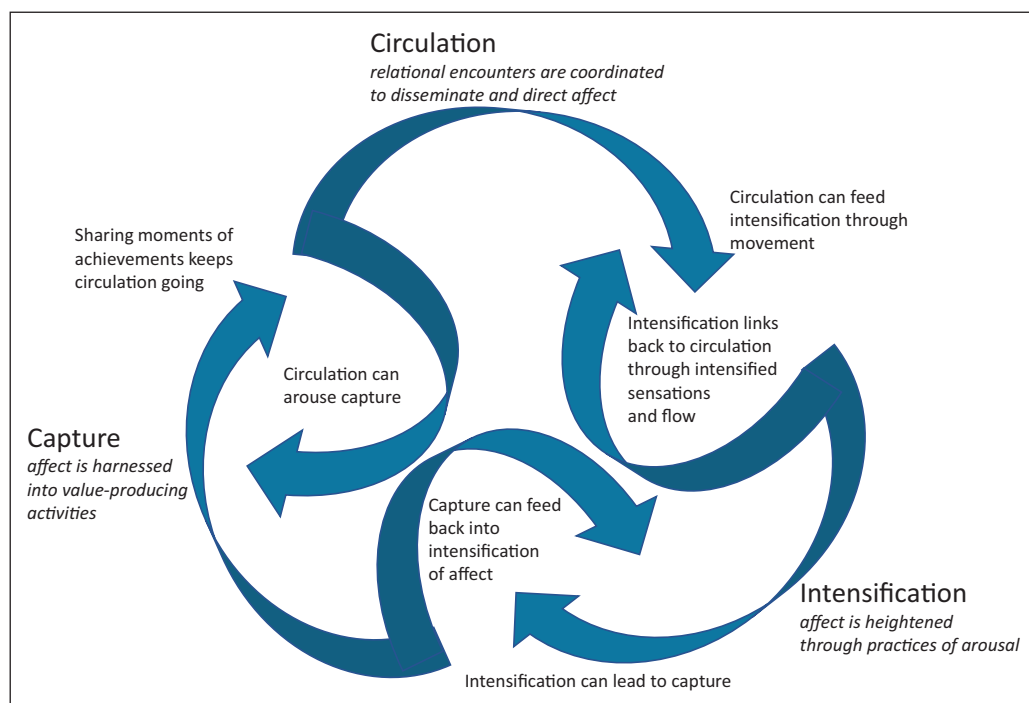 Circulation
relational encounters are coordinated
to disseminate and direct affect
Circulation can feed
intensification through
movement
Sharing moments of
achievements keeps
circulation going
Intensification links
back to circulation
through intensified
sensations
and flow
Circulation can
arouse capture
Capture
affect is harnessed
into value-producing
activities
Capture can feed
back into
intensification
of affect
Intensification
affect is heightened
through practices of arousal
Intensification can lead to capture